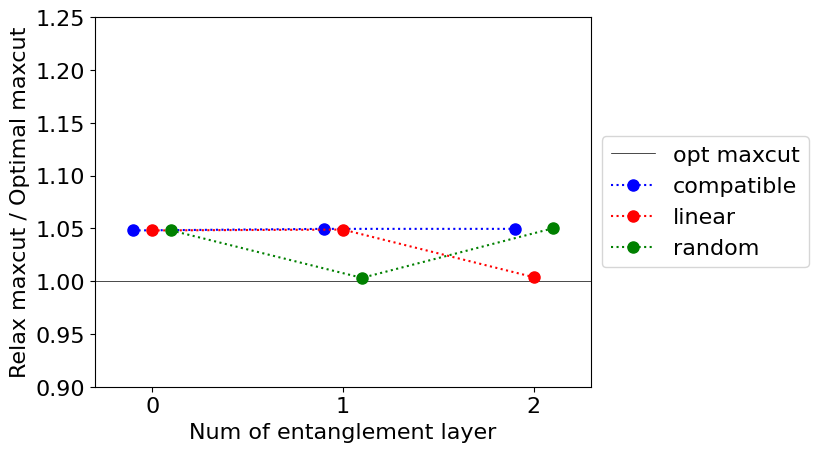 1.25
1.20
1.15
1.10
1.05
1.00
0.95
0.90
Relax maxcut / Optimal maxcut
0 1 2
Num of entanglement layer
opt maxcut
compatible
linear
random